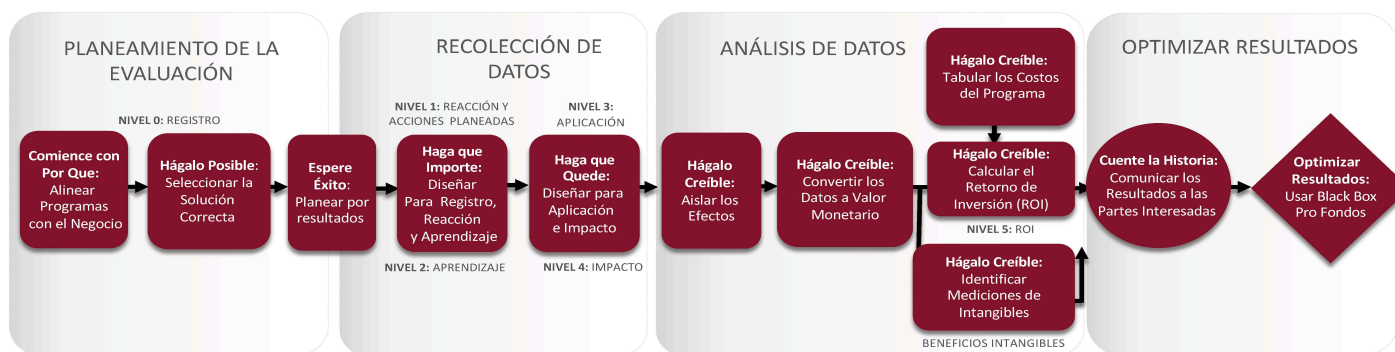 PLANEAMIENTO DE LA
EVALUACIÓN
NIVEL 0: REGISTRO
Comience con
Por Que:
Alinear
Programas
con el Negocio
Hágalo Posible:
Seleccionar la
Solución
Correcta
Espere
Éxito:
Planear por
resultados
RECOLECCIÓN DE
DATOS
NIVEL 1: REACCIÓN Y
ACCIONES PLANEADAS
Haga que
Importe:
Diseñar
Para Registro,
Reacción
y Aprendizaje
NIVEL 2: APRENDIZAJE
NIVEL 3:
APLICACIÓN
Haga que
Quede:
Diseñar para
Aplicación
e Impacto
NIVEL 4: IMPACTO
ANÁLISIS DE DATOS
Hágalo
Creíble:
Aislar los
Efectos
Hágalo Creíble:
Convertir los
Datos a Valor
Monetario
Hágalo Creíble:
Tabular los Costos
del Programa
Hágalo Creíble:
Calcular el
Retorno de
Inversión (ROI)
NIVEL 5: ROI
Hágalo Creíble:
Identificar
Mediciones de
Intangibles
BENEFICIOS INTANGIBLES
OPTIMIZAR RESULTADOS
Cuente la Historia:
Comunicar los
Resultados a las
Partes Interesadas
Optimizar
Resultados:
Usar Black Box
Pro Fondos